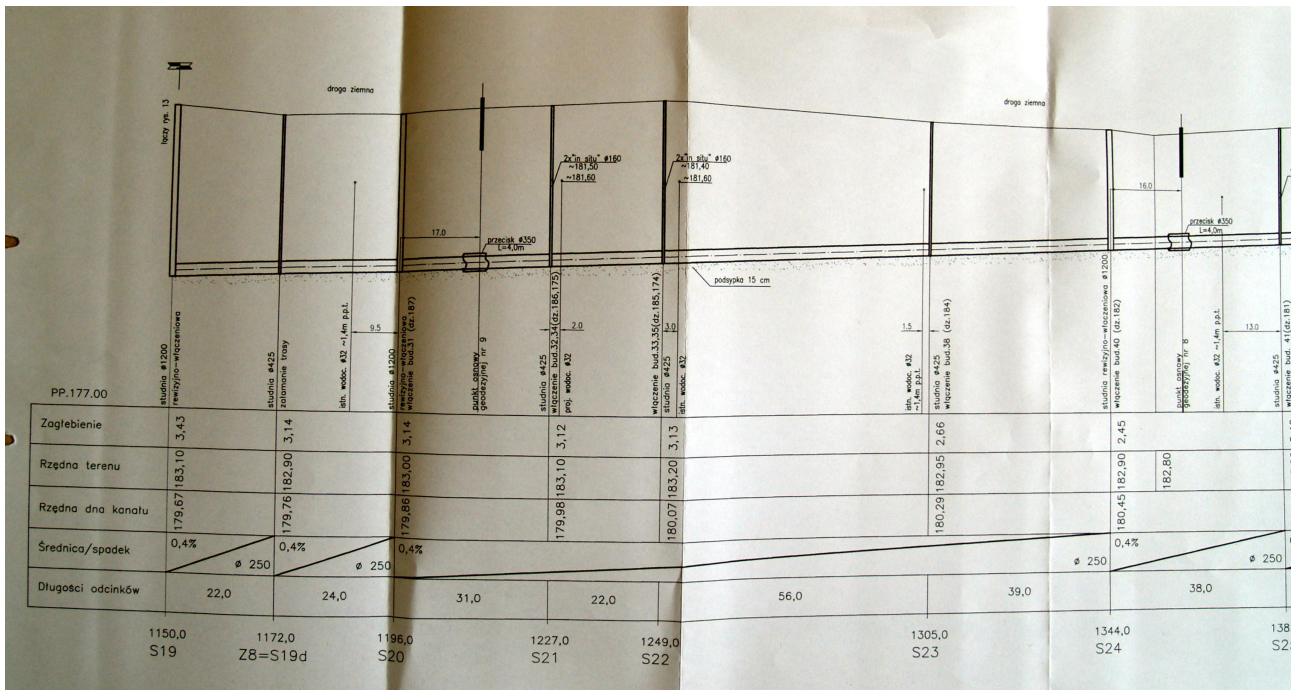 łączy rys. 13
droga ziemna
droga ziemna
2x"in situ" ø160
~181,50
~181,60
2x"in situ" ø160
~181,40
~181,60
17.0
16.0
przecisk ø350
L=4,0m
przecisk ø350
L=4,0m
podsypka 15 cm
9.5
2.0
3.0
1.5
13.0
studnia ø1200
rewizyjno-włączeniowa
studnia ø425
załamanie trasy
istn. wodoc. ø32 ~1,4m p.p.t.
studnia ø1200
rewizyjno-włączeniowa
włączenie bud.31 (dz.187)
punkt osnowy
geodezyjnej nr 9
studnia ø425
włączenie bud.32,34(dz.186,175)
proj. wodoc. ø32
włączenie bud.33,35(dz.185,174)
studnia ø425
istn. wodoc. ø32
istn. wodoc. ø32
~1,4m p.p.t.
studnia ø425
włączenie bud.38 (dz.184)
studnia rewizyjno-włączeniowa ø1200
włączenie bud.40 (dz.182)
punkt osnowy
geodezyjnej nr 8
istn. wodoc. ø32 ~1,4m p.p.t.
studnia ø425
włączenie bud. 41(dz.181)
PP.177.00
Zagłebienie 3,43 3,14 3,14 3,12 3,13 2,66 2,45
Rzędna terenu 183,10 182,90 183,00 183,10 183,20 182,95 182,90 182,80
Rzędna dna kanału 179,67 179,76 179,86 179,98 180,07 180,29 180,45
Średnica/spadek 0,4% ø 250 0,4% ø 250 0,4% ø 250 0,4% ø 250
Długości odcinków 22,0 24,0 31,0 22,0 56,0 39,0 38,0
1150,0 1172,0 1196,0 1227,0 1249,0 1305,0 1344,0 138
S19 Z8=S19d S20 S21 S22 S23 S24